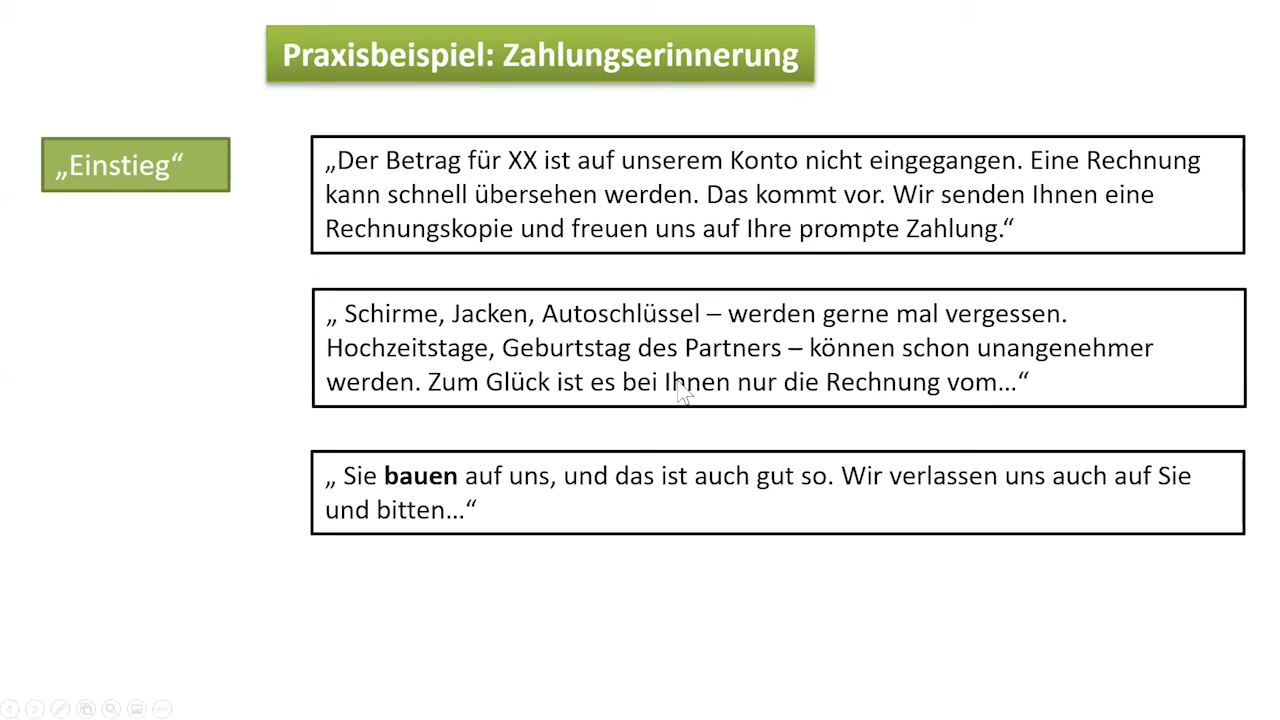 Praxisbeispiel: Zahlungserinnerung
„Einstieg“
„Der Betrag für XX ist auf unserem Konto nicht eingegangen. Eine Rechnung
kann schnell übersehen werden. Das kommt vor. Wir senden Ihnen eine
Rechnungskopie und freuen uns auf Ihre prompte Zahlung.“
„ Schirme, Jacken, Autoschlüssel – werden gerne mal vergessen.
Hochzeitstage, Geburtstag des Partners – können schon unangenehmer
werden. Zum Glück ist es bei Ihnen nur die Rechnung vom…“
„ Sie bauen auf uns, und das ist auch gut so. Wir verlassen uns auch auf Sie
und bitten…“